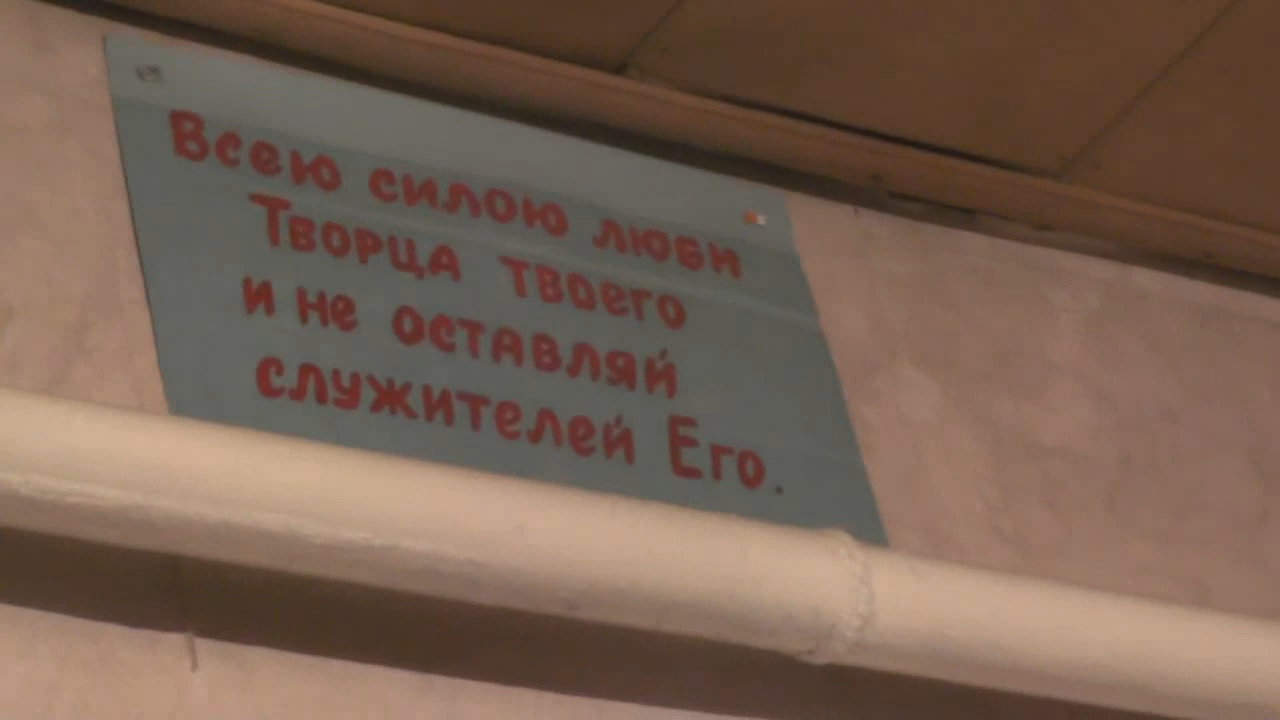 Всею силою люби
Творца твоего
и не оставляй
служителей Его.